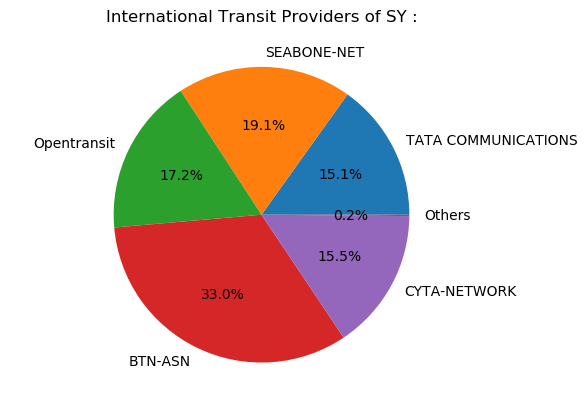 International Transit Providers of SY :
SEABONE-NET
TATA COMMUNICATIONS
Opentransit
19.1%
15.1%
17.2%
0.2%
Others
15.5%
33.0%
CYTA-NETWORK
BTN-ASN